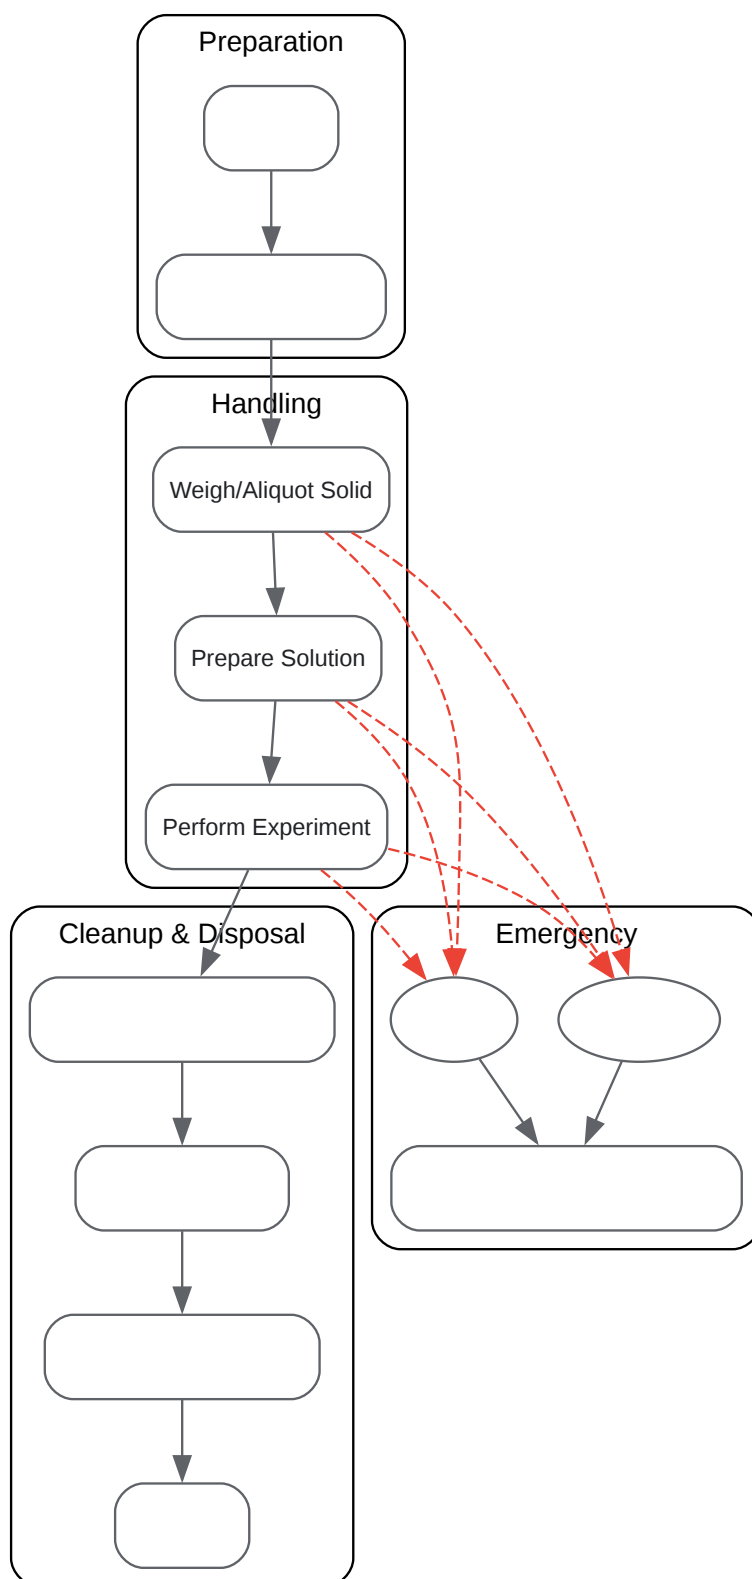 Preparation
Handling
Weigh/Aliquot Solid
Prepare Solution
Perform Experiment
Cleanup & Disposal
Emergency